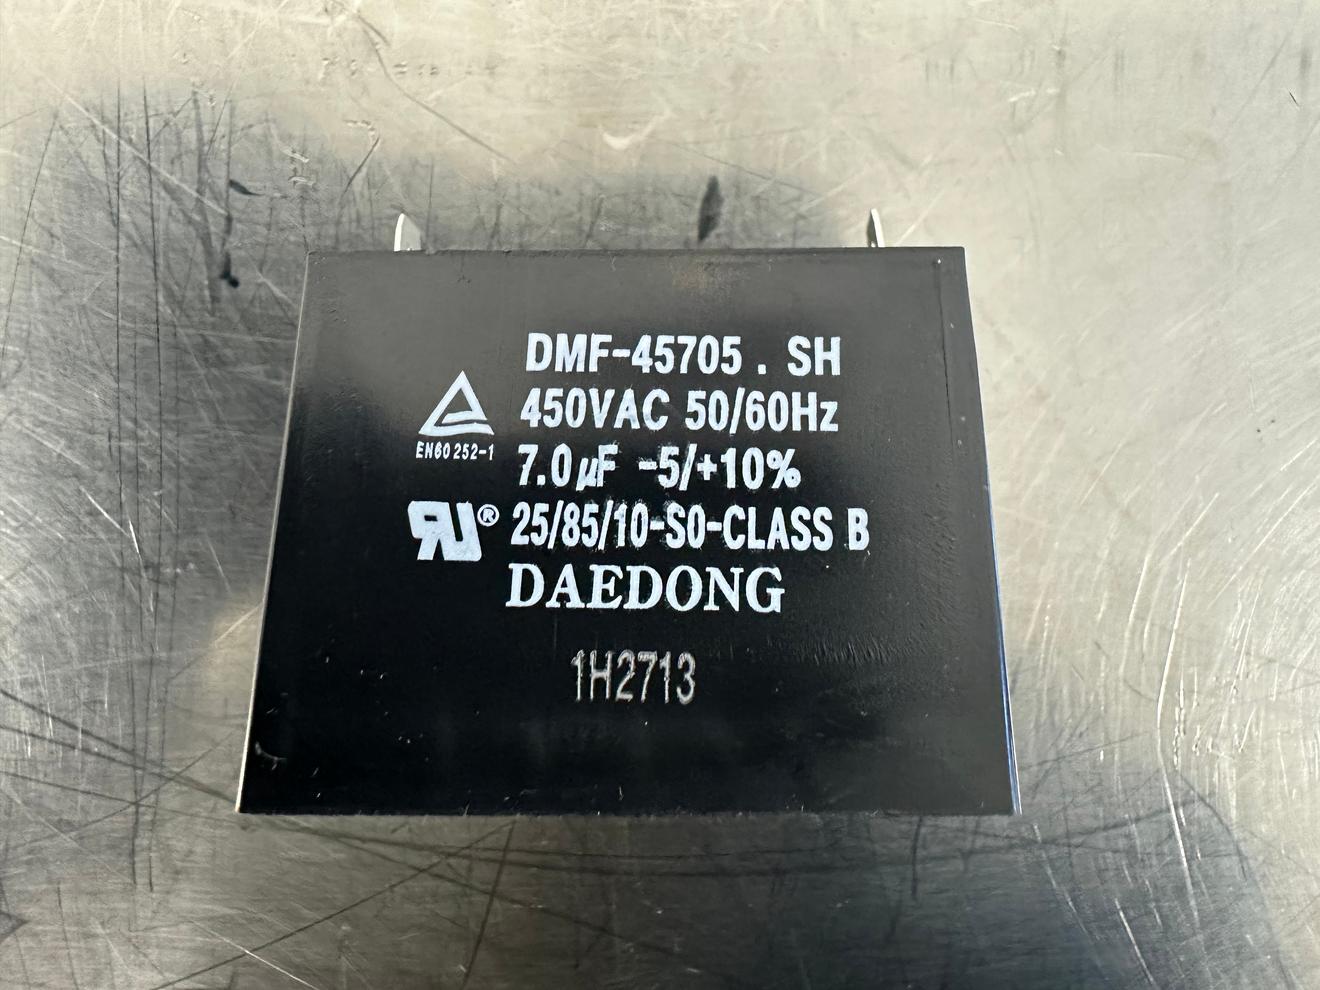 DMF-45705 . SH
450VAC 50/60Hz
EN60 252-1
7.0µF -5/+10%
RU® 25/85/10-S0-CLASS B
DAEDONG
1H2713